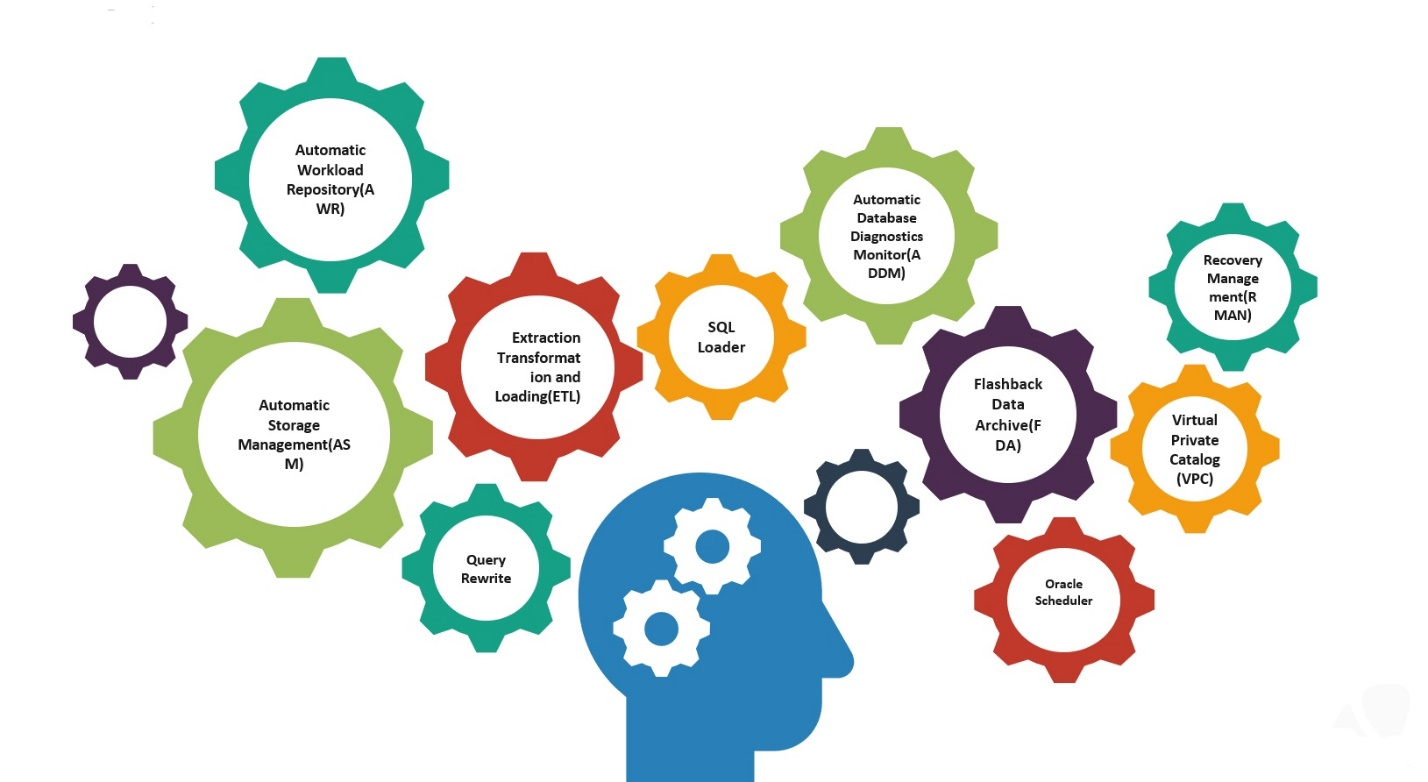 Automatic
Workload
Repository(A
WR)
Automatic
Storage
Management(AS
M)
Extraction
Transformat
ion and
Loading(ETL)
Query
Rewrite
SQL
Loader
Automatic
Database
Diagnostics
Monitor(A
DDM)
Flashback
Data
Archive(F
DA)
Recovery
Manage
ment(R
MAN)
Virtual
Private
Catalog
(VPC)
Oracle
Scheduler